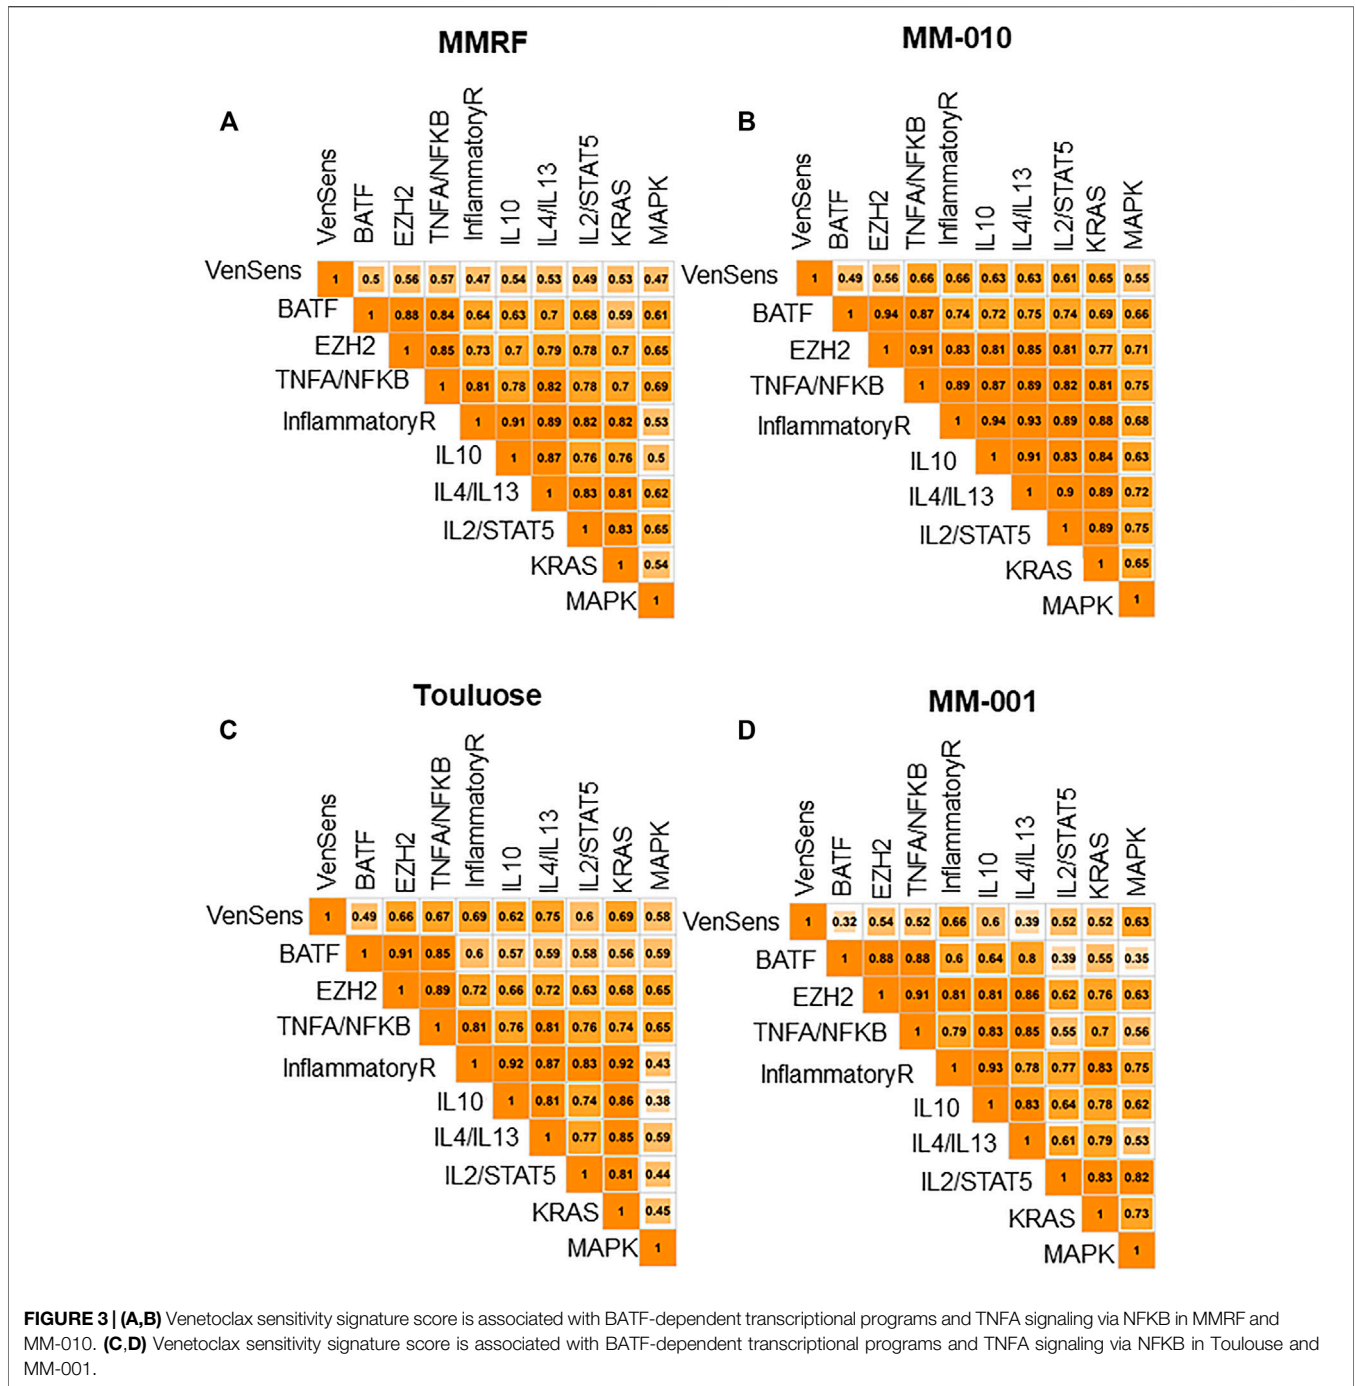 MMRF
A
VenSens BATF EZH2 TNFA/NFKB InflammatoryR IL10 IL4/IL13 IL2/STAT5 KRAS MAPK
VenSens 1 0.5 0.56 0.57 0.47 0.54 0.53 0.49 0.53 0.47
BATF 1 0.88 0.84 0.64 0.63 0.7 0.68 0.59 0.61
EZH2 1 0.85 0.73 0.7 0.79 0.78 0.7 0.65
TNFA/NFKB 1 0.81 0.78 0.82 0.78 0.7 0.69
InflammatoryR 1 0.91 0.89 0.82 0.82 0.53
IL10 1 0.87 0.76 0.76 0.5
IL4/IL13 1 0.83 0.81 0.62
IL2/STAT5 1 0.83 0.65
KRAS 1 0.54
MAPK 1
MM-010
B
VenSens BATF EZH2 TNFA/NFKB InflammatoryR IL10 IL4/IL13 IL2/STAT5 KRAS MAPK
VenSens 1 0.49 0.56 0.66 0.66 0.63 0.63 0.61 0.65 0.55
BATF 1 0.94 0.87 0.74 0.72 0.75 0.74 0.69 0.66
EZH2 1 0.91 0.83 0.81 0.85 0.81 0.77 0.71
TNFA/NFKB 1 0.89 0.87 0.89 0.82 0.81 0.75
InflammatoryR 1 0.94 0.93 0.89 0.88 0.68
IL10 1 0.91 0.83 0.84 0.63
IL4/IL13 1 0.9 0.89 0.72
IL2/STAT5 1 0.89 0.75
KRAS 1 0.65
MAPK 1
Touluose
C
VenSens BATF EZH2 TNFA/NFKB InflammatoryR IL10 IL4/IL13 IL2/STAT5 KRAS MAPK
VenSens 1 0.49 0.66 0.67 0.69 0.62 0.75 0.6 0.69 0.58
BATF 1 0.91 0.85 0.6 0.57 0.59 0.58 0.56 0.59
EZH2 1 0.89 0.72 0.66 0.72 0.63 0.68 0.65
TNFA/NFKB 1 0.81 0.76 0.81 0.76 0.74 0.65
InflammatoryR 1 0.92 0.87 0.83 0.92 0.43
IL10 1 0.81 0.74 0.86 0.38
IL4/IL13 1 0.77 0.85 0.59
IL2/STAT5 1 0.81 0.44
KRAS 1 0.45
MAPK 1
MM-001
D
VenSens BATF EZH2 TNFA/NFKB InflammatoryR IL10 IL4/IL13 IL2/STAT5 KRAS MAPK
VenSens 1 0.32 0.54 0.52 0.66 0.6 0.39 0.52 0.52 0.63
BATF 1 0.88 0.88 0.6 0.64 0.8 0.39 0.55 0.35
EZH2 1 0.91 0.81 0.81 0.86 0.62 0.76 0.63
TNFA/NFKB 1 0.79 0.83 0.85 0.55 0.7 0.56
InflammatoryR 1 0.93 0.78 0.77 0.83 0.75
IL10 1 0.83 0.64 0.78 0.62
IL4/IL13 1 0.61 0.79 0.53
IL2/STAT5 1 0.83 0.82
KRAS 1 0.73
MAPK 1
FIGURE 3 | (A,B) Venetoclax sensitivity signature score is associated with BATF-dependent transcriptional programs and TNFA signaling via NFKB in MMRF and
MM-010. (C,D) Venetoclax sensitivity signature score is associated with BATF-dependent transcriptional programs and TNFA signaling via NFKB in Toulouse and
MM-001.